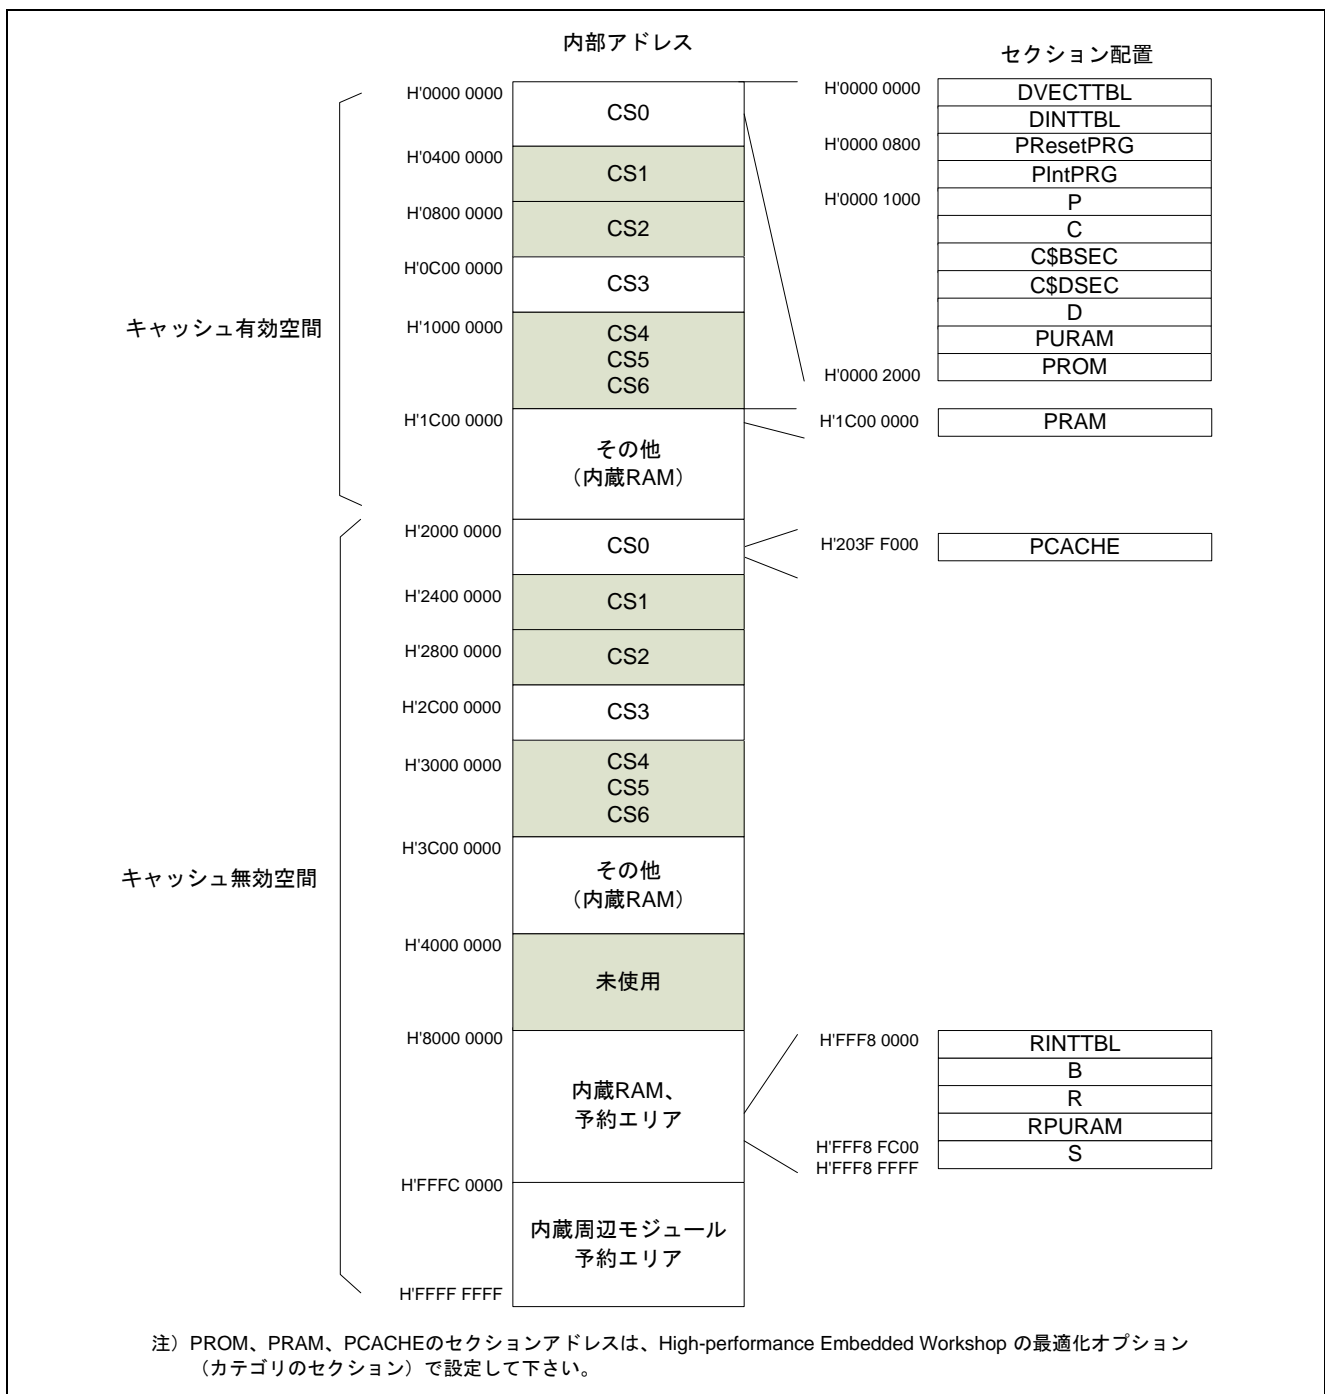 内部アドレス
セクション配置
キャッシュ有効空間
キャッシュ無効空間
H'0000 0000
CS0
H'0400 0000
CS1
H'0800 0000
CS2
H'0C00 0000
CS3
H'1000 0000
CS4
CS5
CS6
H'1C00 0000
その他
（内蔵RAM）
H'2000 0000
CS0
H'2400 0000
CS1
H'2800 0000
CS2
H'2C00 0000
CS3
H'3000 0000
CS4
CS5
CS6
H'3C00 0000
その他
（内蔵RAM）
H'4000 0000
未使用
H'8000 0000
内蔵RAM、
予約エリア
H'FFFC 0000
内蔵周辺モジュール
予約エリア
H'FFFF FFFF
H'0000 0000
DVECTTBL
DINTTBL
H'0000 0800
PResetPRG
PIntPRG
H'0000 1000
P
C
C$BSEC
C$DSEC
D
PURAM
H'0000 2000
PROM
H'1C00 0000
PRAM
H'203F F000
PCACHE
H'FFF8 0000
RINTTBL
B
R
RPURAM
H'FFF8 FC00
S
H'FFF8 FFFF
注）PROM、PRAM、PCACHEのセクションアドレスは、High-performance Embedded Workshop の最適化オプション
（カテゴリのセクション）で設定して下さい。